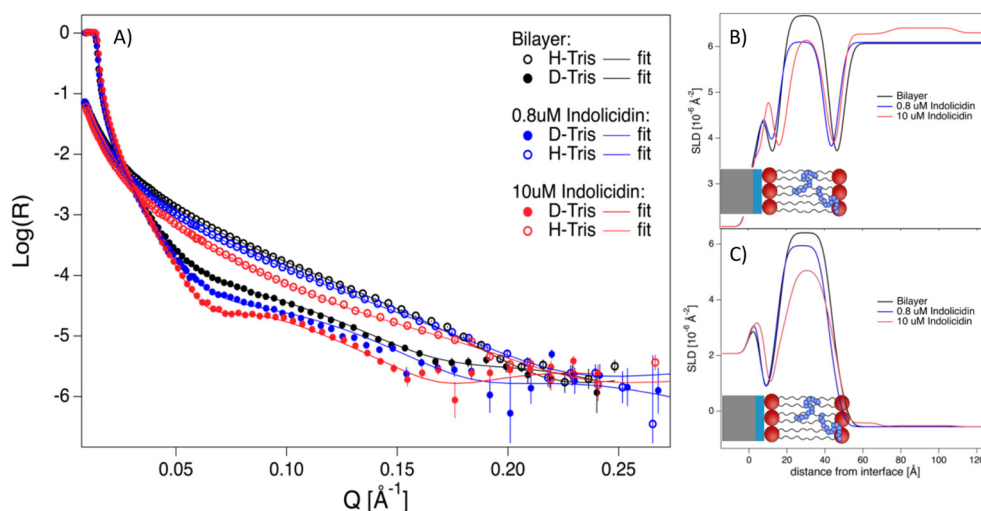 A)
Bilayer:
H-Tris fit
D-Tris fit
0.8uM Indolicidin:
D-Tris fit
H-Tris fit
10uM Indolicidin:
D-Tris fit
H-Tris fit
Log(R)
0
-1
-2
-3
-4
-5
-6
0.05 0.10 0.15 0.20 0.25
Q [Å⁻¹]
B)
SLD [10⁻⁶ Å⁻²]
6
5
4
3
Bilayer
0.8 uM Indolicidin
10 uM Indolicidin
C)
SLD [10⁻⁶ Å⁻²]
6
4
2
0
Bilayer
0.8 uM Indolicidin
10 uM Indolicidin
0 20 40 60 80 100 120
distance from interface [Å]